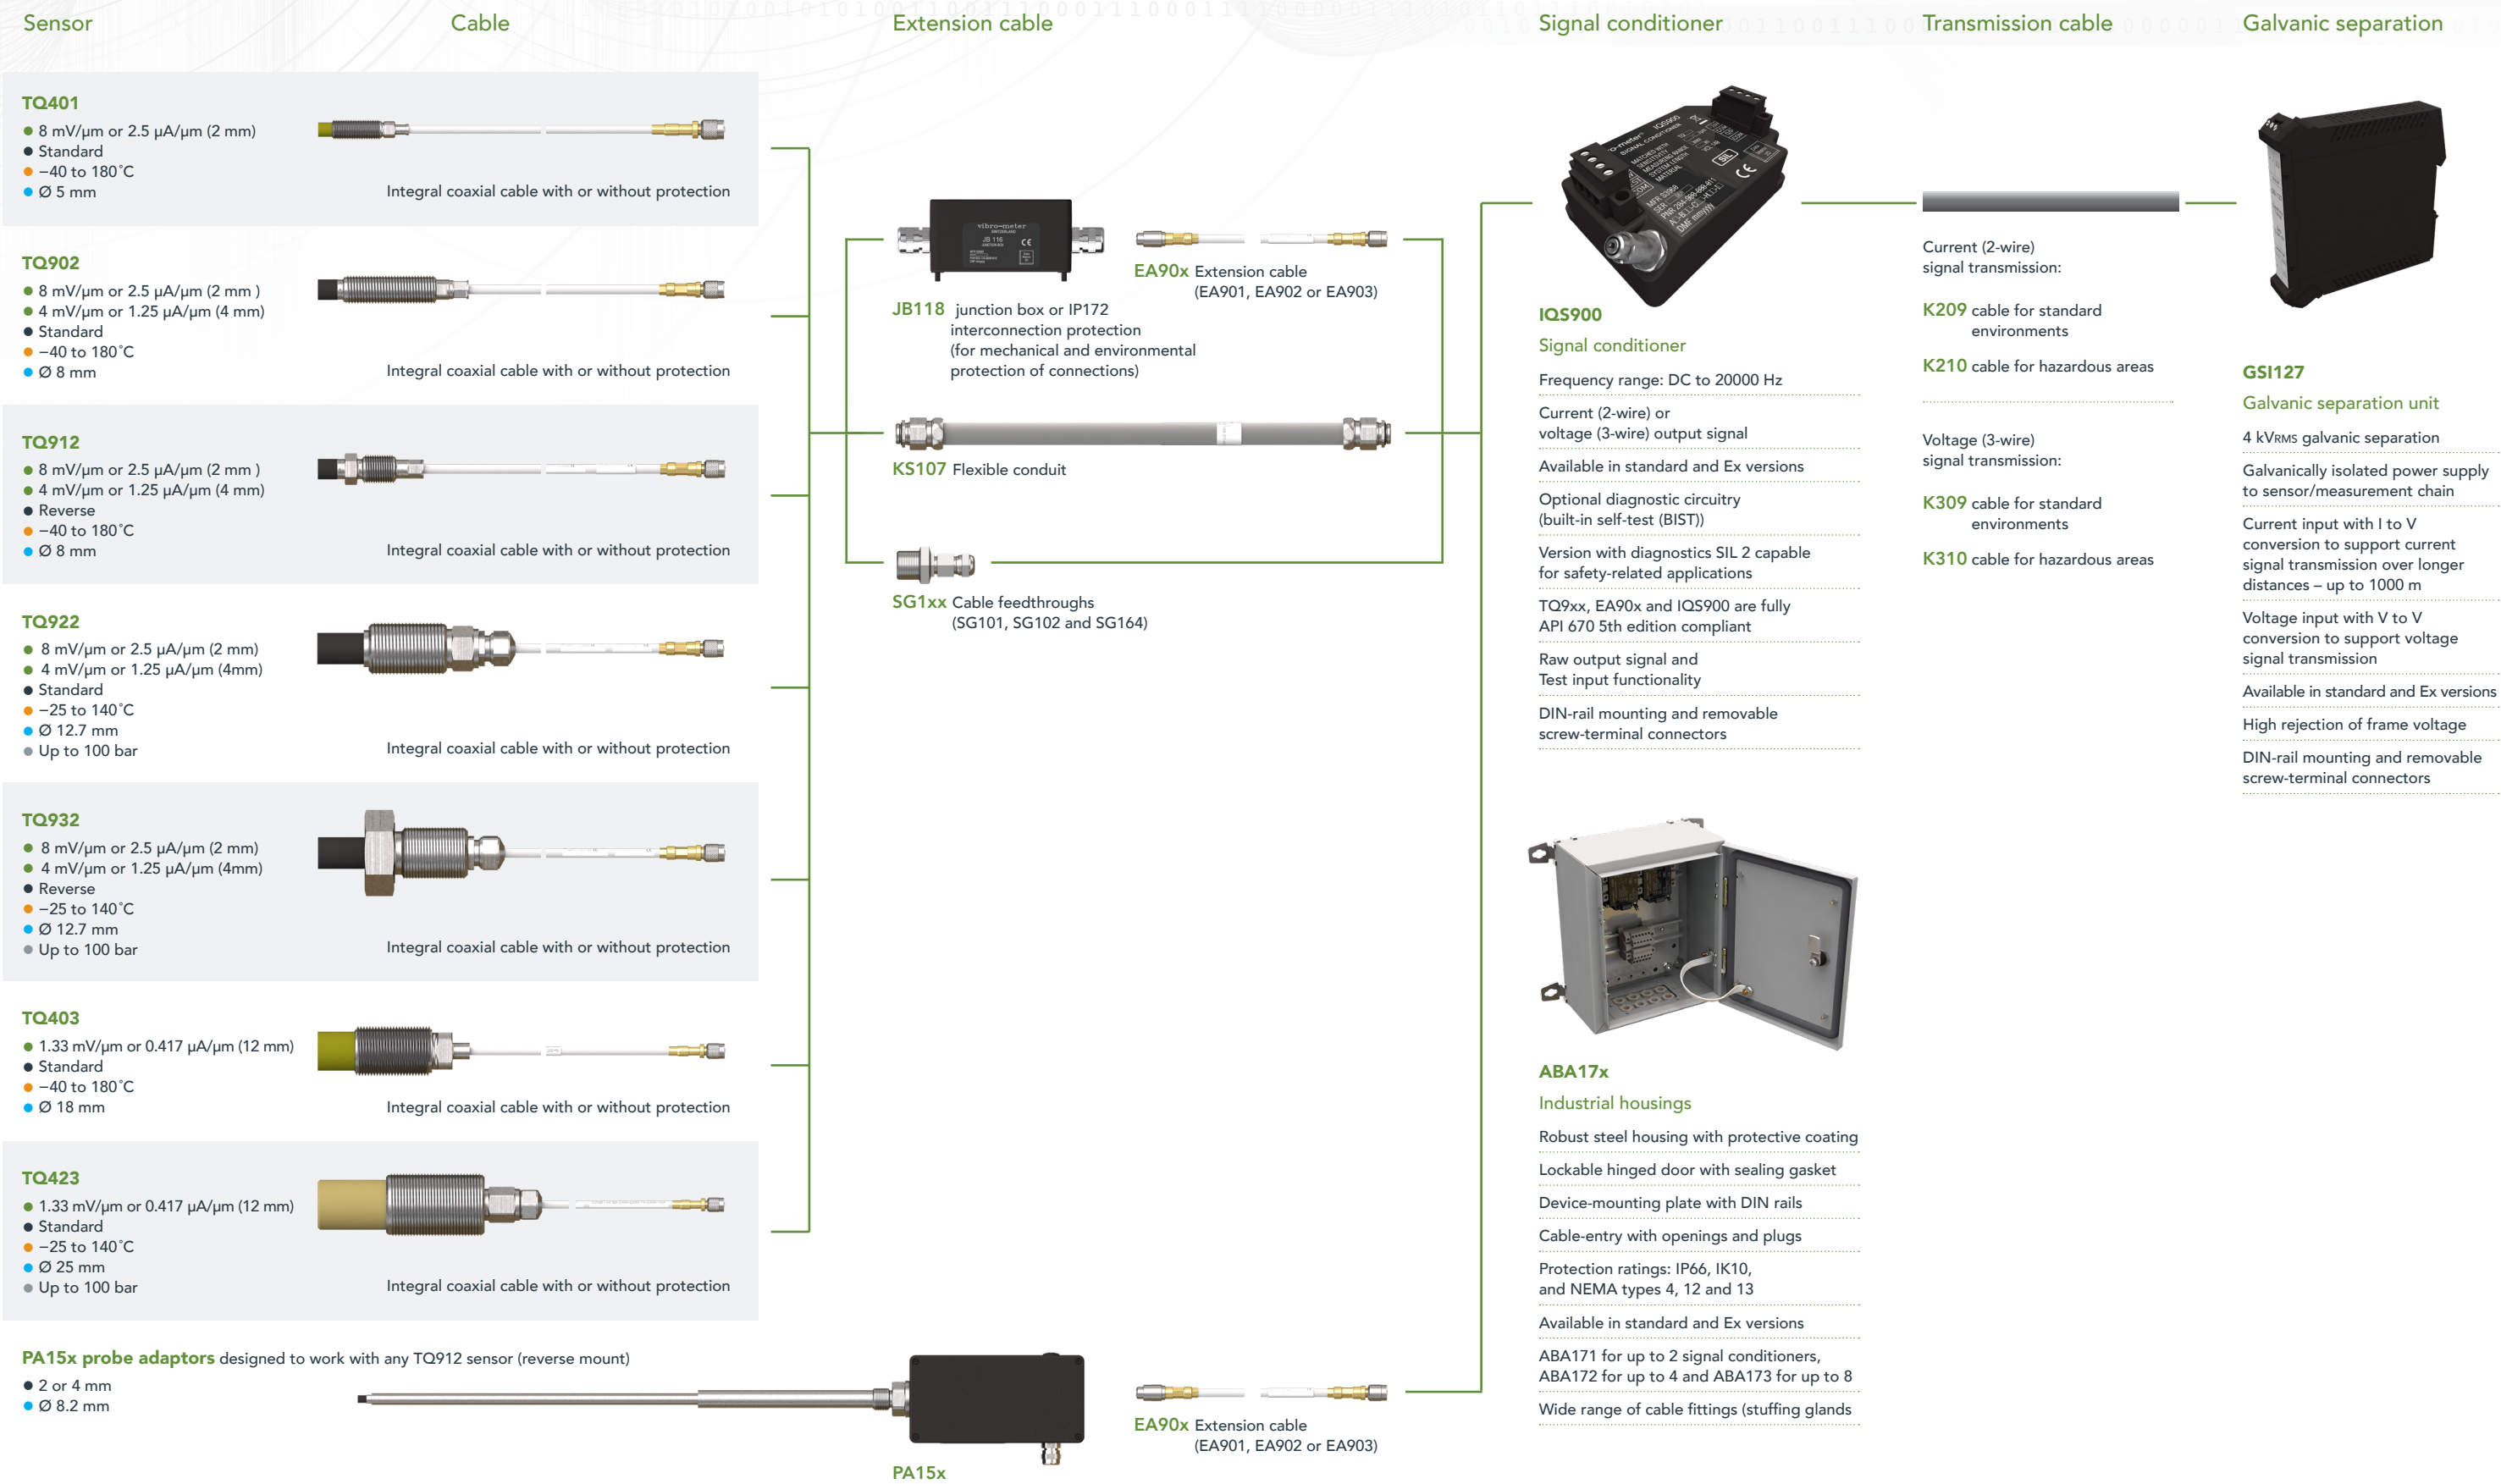 Sensor
Cable
Extension cable
Signal conditioner
Transmission cable
Galvanic separation
TQ401
8 mV/µm or 2.5 µA/µm (2 mm)
Standard
−40 to 180˚C
Ø 5 mm
Integral coaxial cable with or without protection
TQ902
8 mV/µm or 2.5 µA/µm (2 mm )
4 mV/µm or 1.25 µA/µm (4 mm)
Standard
−40 to 180˚C
Ø 8 mm
Integral coaxial cable with or without protection
TQ912
8 mV/µm or 2.5 µA/µm (2 mm )
4 mV/µm or 1.25 µA/µm (4 mm)
Reverse
−40 to 180˚C
Ø 8 mm
Integral coaxial cable with or without protection
TQ922
8 mV/µm or 2.5 µA/µm (2 mm)
4 mV/µm or 1.25 µA/µm (4mm)
Standard
−25 to 140˚C
Ø 12.7 mm
Up to 100 bar
Integral coaxial cable with or without protection
TQ932
8 mV/µm or 2.5 µA/µm (2 mm)
4 mV/µm or 1.25 µA/µm (4mm)
Reverse
−25 to 140˚C
Ø 12.7 mm
Up to 100 bar
Integral coaxial cable with or without protection
TQ403
1.33 mV/µm or 0.417 µA/µm (12 mm)
Standard
−40 to 180˚C
Ø 18 mm
Integral coaxial cable with or without protection
TQ423
1.33 mV/µm or 0.417 µA/µm (12 mm)
Standard
−25 to 140˚C
Ø 25 mm
Up to 100 bar
Integral coaxial cable with or without protection
PA15x probe adaptors designed to work with any TQ912 sensor (reverse mount)
2 or 4 mm
Ø 8.2 mm
vibro-meter
SWITZERLAND
JB 116
CE
JB118 junction box or IP172
interconnection protection
(for mechanical and environmental
protection of connections)
EA90x Extension cable
(EA901, EA902 or EA903)
KS107 Flexible conduit
SG1xx Cable feedthroughs
(SG101, SG102 and SG164)
PA15x
EA90x Extension cable
(EA901, EA902 or EA903)
IQS900
SIGNAL CONDITIONER
MATCHED WITH
SENSITIVITY
MEASURING RANGE
SYSTEM LENGTH
MATERIAL
SIL
CE
DMF mm/yyyy
IQS900
Signal conditioner
Frequency range: DC to 20000 Hz
Current (2-wire) or
voltage (3-wire) output signal
Available in standard and Ex versions
Optional diagnostic circuitry
(built-in self-test (BIST))
Version with diagnostics SIL 2 capable
for safety-related applications
TQ9xx, EA90x and IQS900 are fully
API 670 5th edition compliant
Raw output signal and
Test input functionality
DIN-rail mounting and removable
screw-terminal connectors
ABA17x
Industrial housings
Robust steel housing with protective coating
Lockable hinged door with sealing gasket
Device-mounting plate with DIN rails
Cable-entry with openings and plugs
Protection ratings: IP66, IK10,
and NEMA types 4, 12 and 13
Available in standard and Ex versions
ABA171 for up to 2 signal conditioners,
ABA172 for up to 4 and ABA173 for up to 8
Wide range of cable fittings (stuffing glands
Current (2-wire)
signal transmission:
K209 cable for standard
environments
K210 cable for hazardous areas
Voltage (3-wire)
signal transmission:
K309 cable for standard
environments
K310 cable for hazardous areas
GSI127
Galvanic separation unit
4 kVRMS galvanic separation
Galvanically isolated power supply
to sensor/measurement chain
Current input with I to V
conversion to support current
signal transmission over longer
distances – up to 1000 m
Voltage input with V to V
conversion to support voltage
signal transmission
Available in standard and Ex versions
High rejection of frame voltage
DIN-rail mounting and removable
screw-terminal connectors